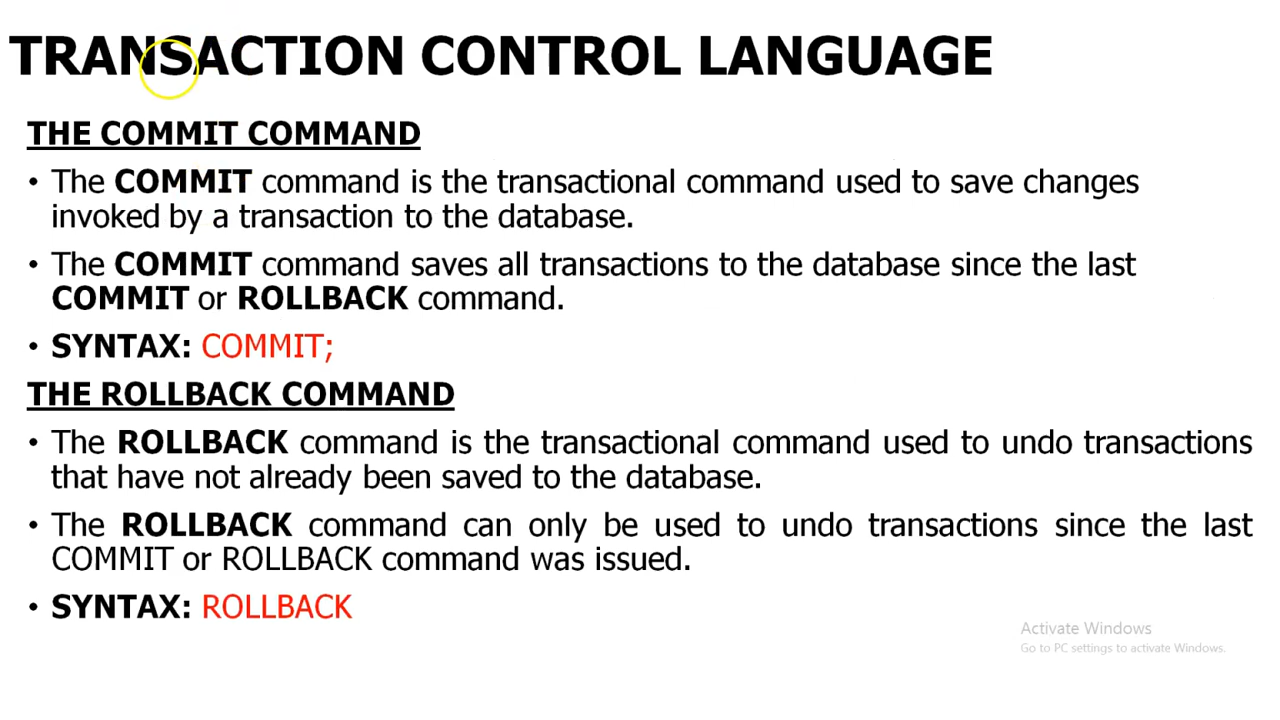 TRANSACTION CONTROL LANGUAGE
THE COMMIT COMMAND
• The COMMIT command is the transactional command used to save changes
invoked by a transaction to the database.
• The COMMIT command saves all transactions to the database since the last
COMMIT or ROLLBACK command.
• SYNTAX: COMMIT;
THE ROLLBACK COMMAND
• The ROLLBACK command is the transactional command used to undo transactions
that have not already been saved to the database.
• The ROLLBACK command can only be used to undo transactions since the last
COMMIT or ROLLBACK command was issued.
• SYNTAX: ROLLBACK
Activate Windows
Go to PC settings to activate Windows.